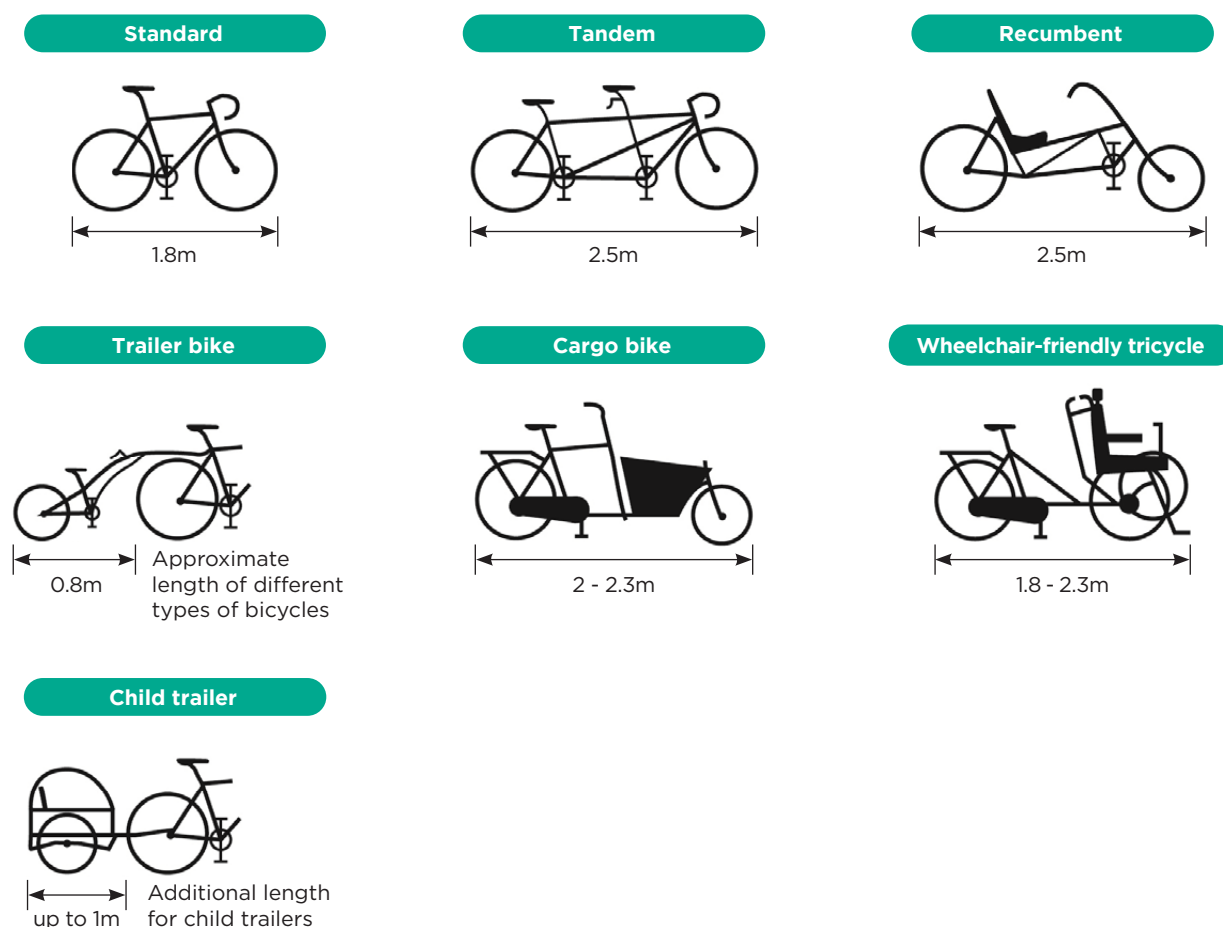 Standard
Tandem
Recumbent
1.8m
2.5m
2.5m
Trailer bike
Cargo bike
Wheelchair-friendly tricycle
0.8m
Approximate
length of different
types of bicycles
2 - 2.3m
1.8 - 2.3m
Child trailer
up to 1m
Additional length
for child trailers